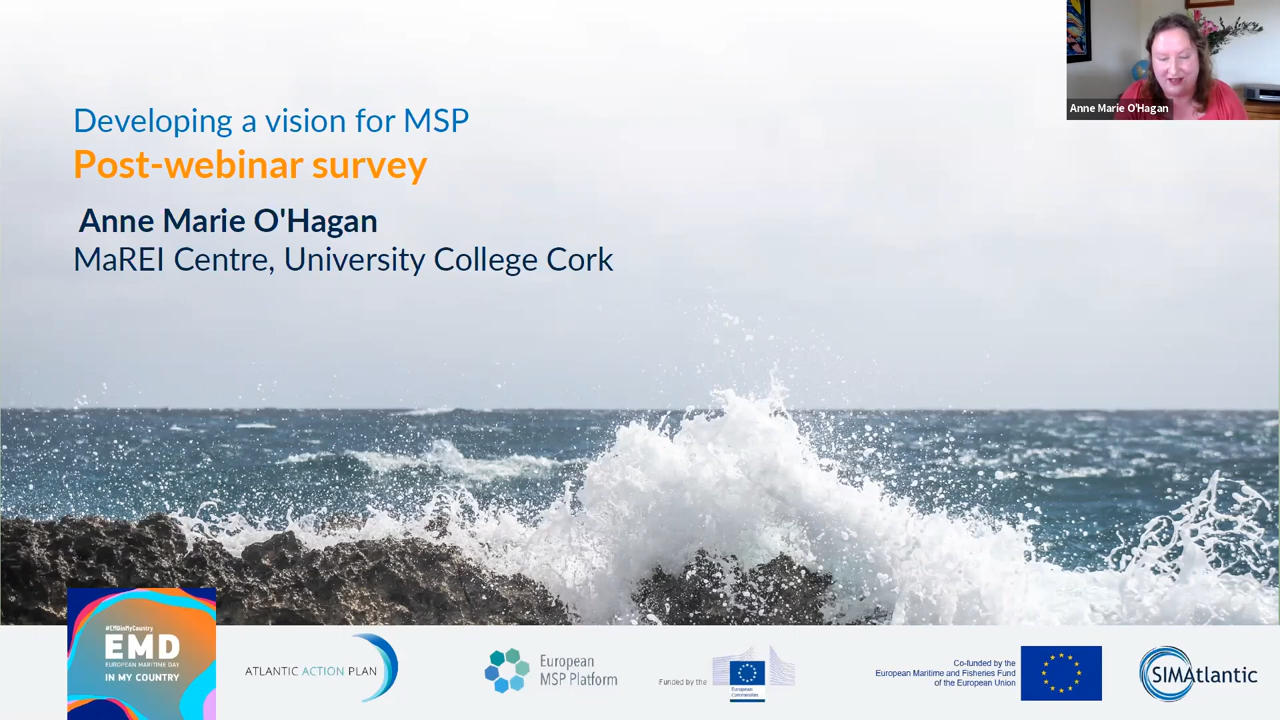 Developing a vision for MSP
Post-webinar survey
Anne Marie O'Hagan
MaREI Centre, University College Cork
Anne Marie O'Hagan
#EMDinMyCountry
EMD
EUROPEAN MARITIME DAY
IN MY COUNTRY
ATLANTIC ACTION PLAN
European
MSP Platform
Funded by the
European
Commission
Co-funded by the
European Maritime and Fisheries Fund
of the European Union
SIMAtlantic